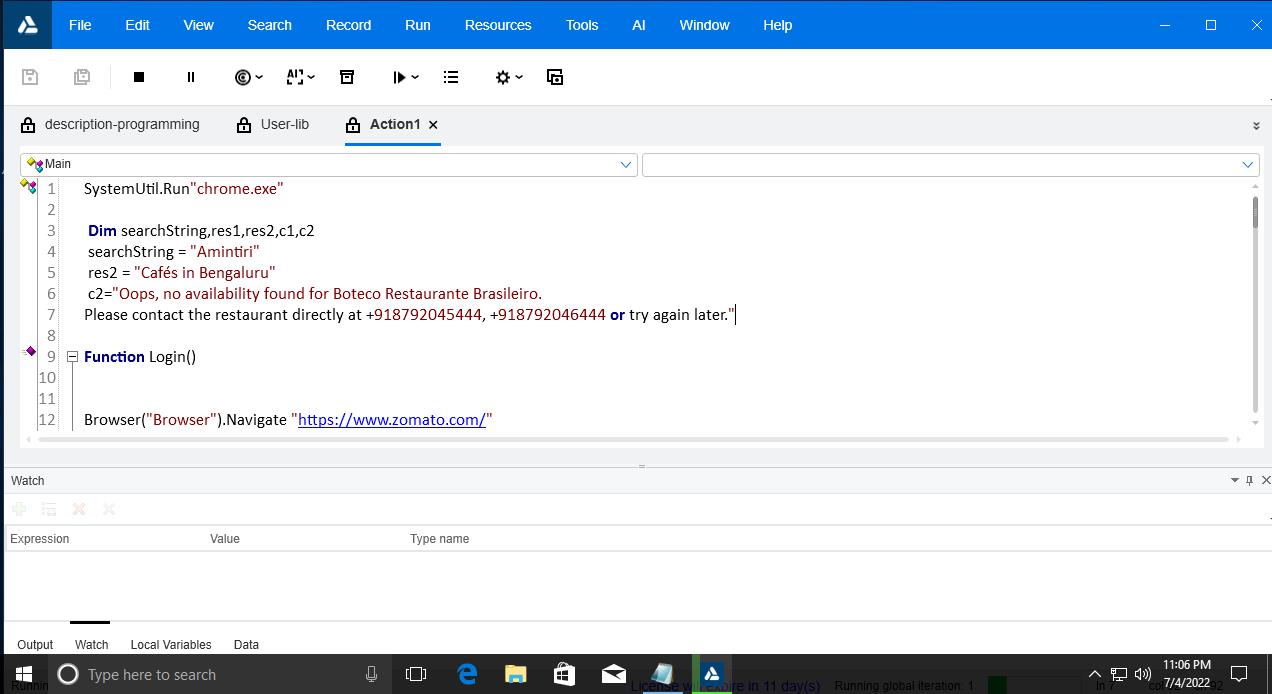 File Edit View Search Record Run Resources Tools AI Window Help
description-programming User-lib Action1
Main
1 SystemUtil.Run"chrome.exe"
2
3 Dim searchString,res1,res2,c1,c2
4 searchString = "Amintiri"
5 res2 = "Cafés in Bengaluru"
6 c2="Oops, no availability found for Boteco Restaurante Brasileiro.
7 Please contact the restaurant directly at +918792045444, +918792046444 or try again later."
8
9 Function Login()
10
11
12 Browser("Browser").Navigate "https://www.zomato.com/"
Watch
Expression Value Type name
Output Watch Local Variables Data
Type here to search
11:06 PM
7/4/2022
License will expire in 11 day(s) Running global iteration: 1